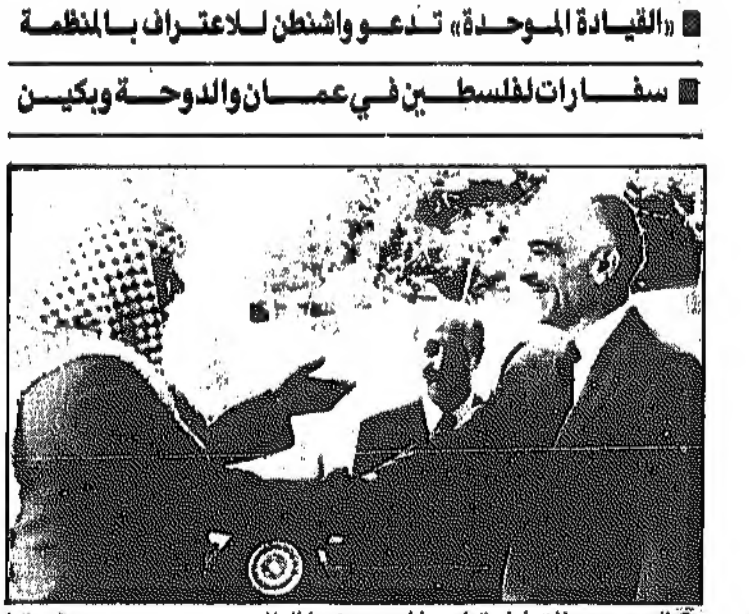 «القيادة الموحدة» تدعو واشنطن للاعتراف بالمنظمة
سفارات لفلسطين في عمان والدوحة وبكين